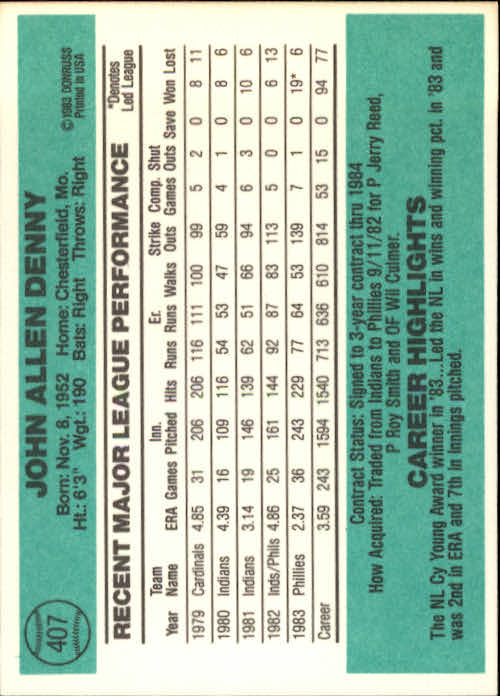 407
JOHN ALLEN DENNY
Born: Nov. 8, 1952 Home: Chesterfield, Mo.
Ht.: 6'3" Wgt.: 190 Bats: Right Throws: Right
© 1983 DONRUSS
Printed in USA
RECENT MAJOR LEAGUE PERFORMANCE
*Denotes
Led League
Team Inn. Er. Strike Comp. Shut
Year Name ERA Games Pitched Hits Runs Runs Walks Outs Games Outs Save Won Lost
1979 Cardinals 4.85 31 206 206 116 111 100 99 5 2 0 8 11
1980 Indians 4.39 16 109 116 54 53 47 59 4 1 0 8 6
1981 Indians 3.14 19 146 139 62 51 66 94 6 3 0 10 6
1982 Inds/Phils 4.86 25 161 144 92 87 83 113 5 0 0 6 13
1983 Phillies 2.37 36 243 229 77 64 53 139 7 1 0 19* 6
Career 3.59 243 1594 1540 713 636 610 814 53 15 0 94 77
Contract Status: Signed to 3-year contract thru 1984
How Acquired: Traded from Indians to Phillies 9/11/82 for P Jerry Reed,
P Roy Smith and OF Wil Culmer.
CAREER HIGHLIGHTS
The NL Cy Young Award winner in '83....Led the NL in wins and winning pct. in '83 and
was 2nd in ERA and 7th in Innings pitched.